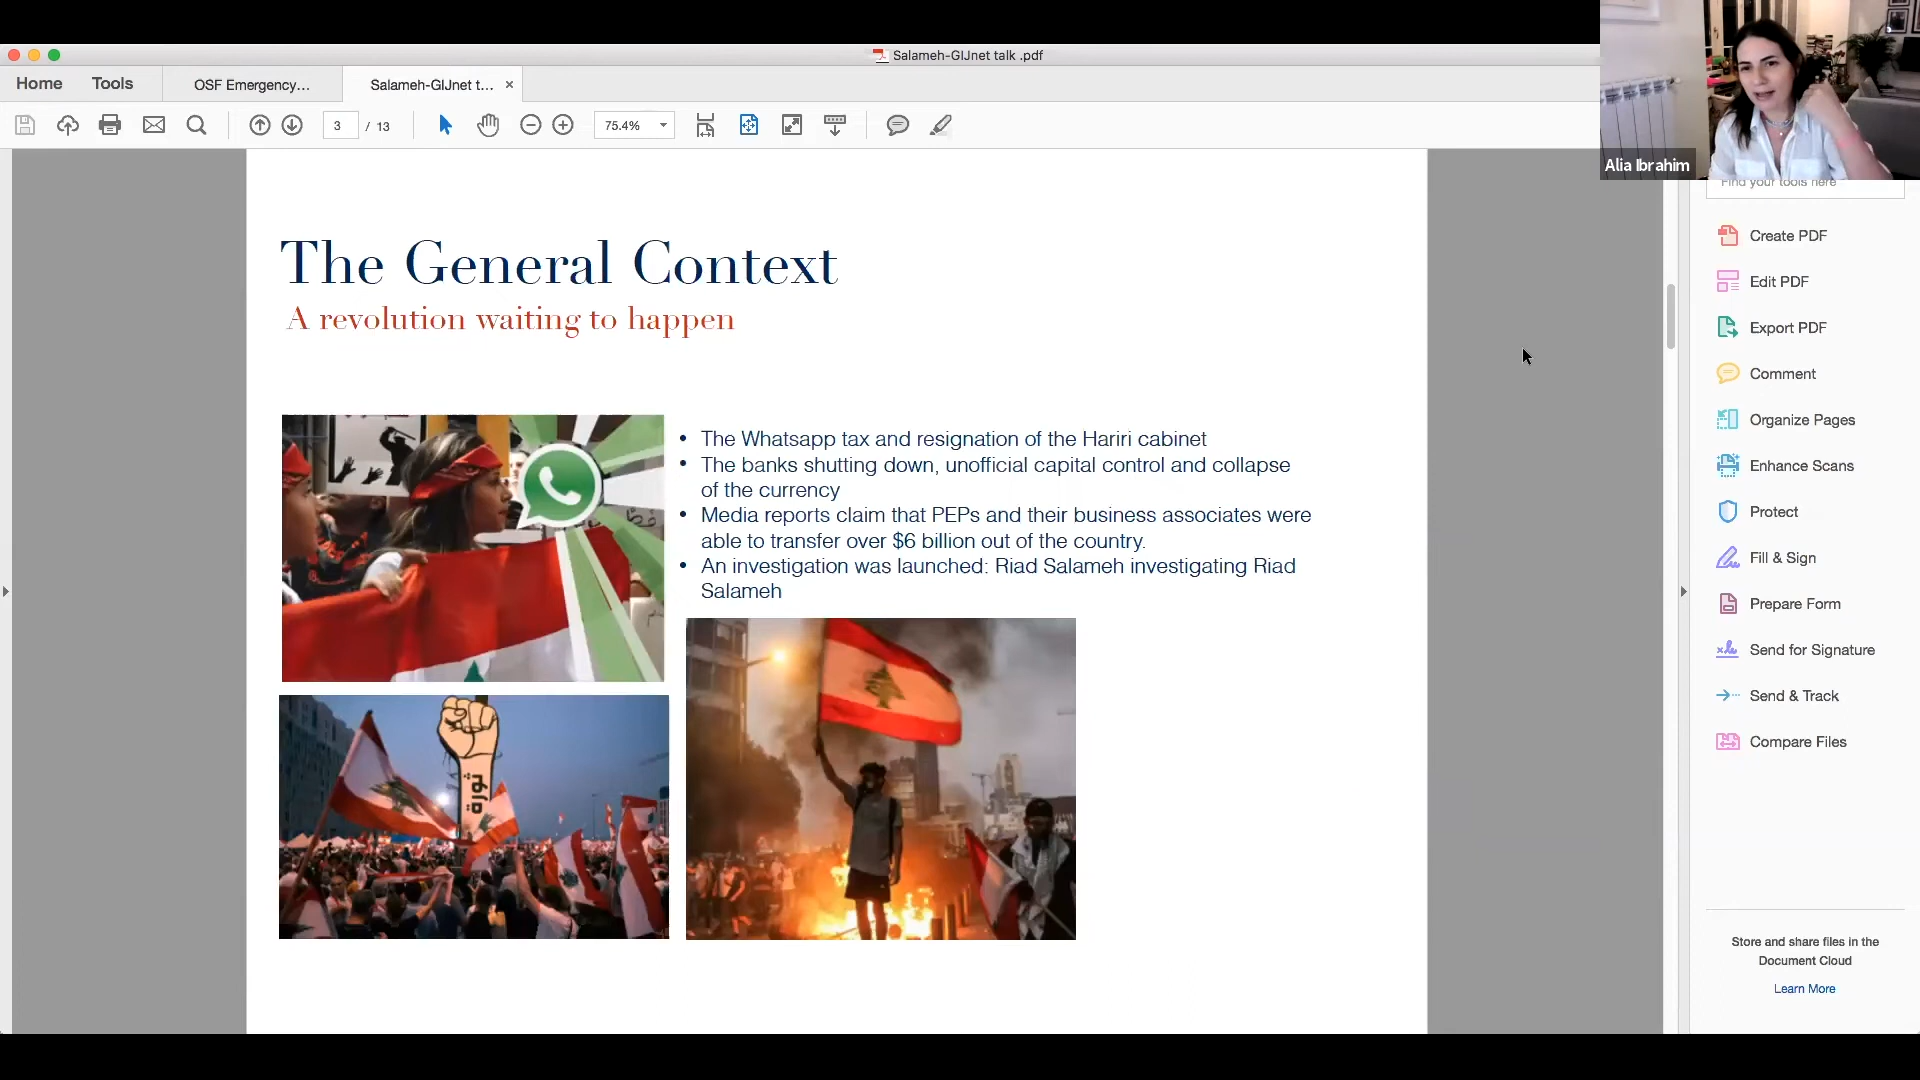 Salameh-GIJnet talk .pdf
Home
Tools
OSF Emergency...
Salameh-GIJnet t... ×
3 / 13
75.4%
Alia Ibrahim
Find your tools here
The General Context
A revolution waiting to happen
• The Whatsapp tax and resignation of the Hariri cabinet
• The banks shutting down, unofficial capital control and collapse
of the currency
• Media reports claim that PEPs and their business associates were
able to transfer over $6 billion out of the country.
• An investigation was launched: Riad Salameh investigating Riad
Salameh
ثورة
Create PDF
Edit PDF
Export PDF
Comment
Organize Pages
Enhance Scans
Protect
Fill & Sign
Prepare Form
Send for Signature
Send & Track
Compare Files
Store and share files in the
Document Cloud
Learn More